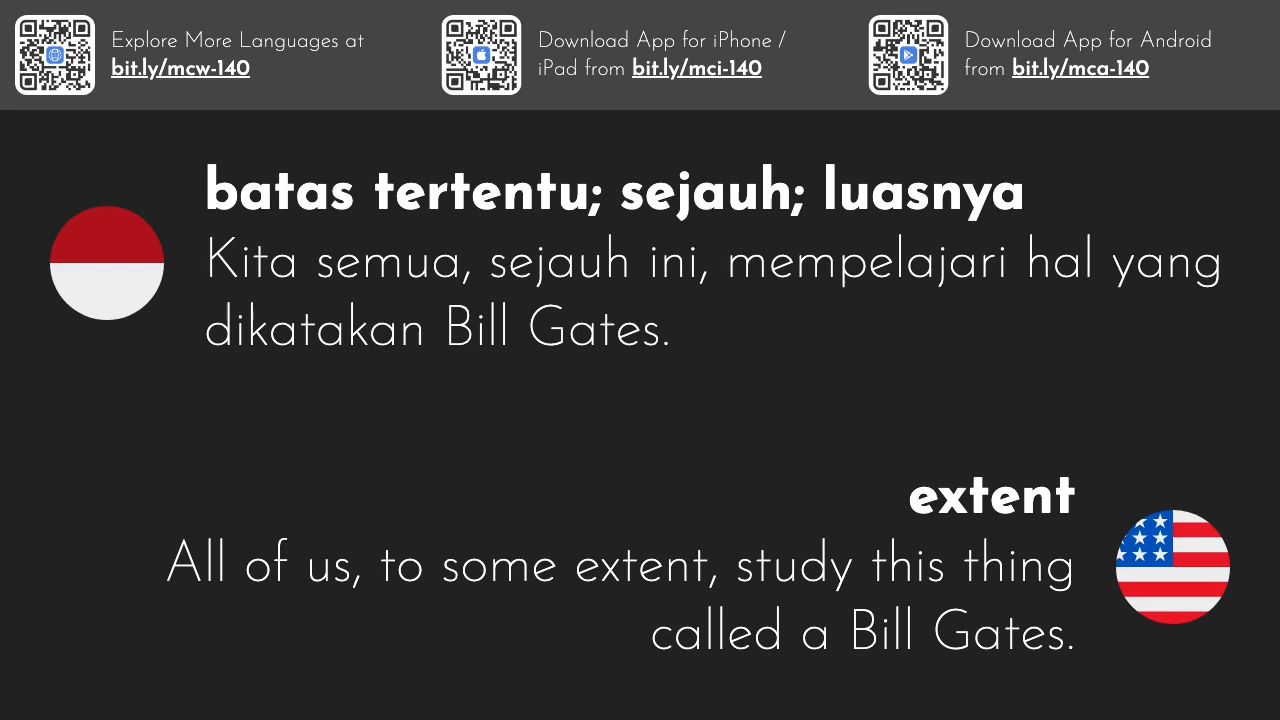 Explore More Languages at
bit.ly/mcw-140
Download App for iPhone /
iPad from bit.ly/mci-140
Download App for Android
from bit.ly/mca-140
batas tertentu; sejauh; luasnya
Kita semua, sejauh ini, mempelajari hal yang
dikatakan Bill Gates.
extent
All of us, to some extent, study this thing
called a Bill Gates.